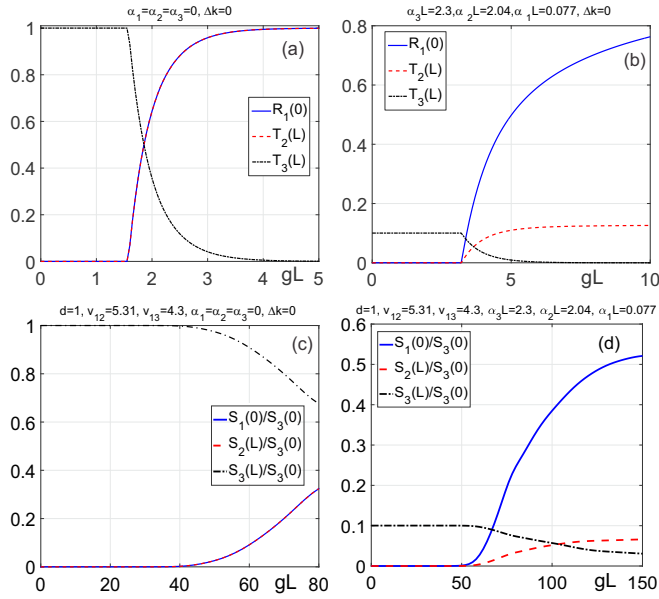 α₁=α₂=α₃=0, Δk=0
(a)
R₁(0)
T₂(L)
T₃(L)
1
0.8
0.6
0.4
0.2
0
0 1 2 3 4 5
gL
α₃L=2.3,α ₂L=2.04,α ₁L=0.077, Δk=0
(b)
R₁(0)
T₂(L)
T₃(L)
0.8
0.6
0.4
0.2
0
0 5 10
gL
d=1, v₁₂=5.31, v₁₃=4.3, α₁=α₂=α₃=0, Δk=0
(c)
S₁(0)/S₃(0)
S₂(L)/S₃(0)
S₃(L)/S₃(0)
1
0.8
0.6
0.4
0.2
0
0 20 40 60 80
gL
d=1, v₁₂=5.31, v₁₃=4.3, α₃L=2.3, α₂L=2.04, α₁L=0.077
(d)
S₁(0)/S₃(0)
S₂(L)/S₃(0)
S₃(L)/S₃(0)
0.6
0.5
0.4
0.3
0.2
0.1
0
0 50 100 150
gL